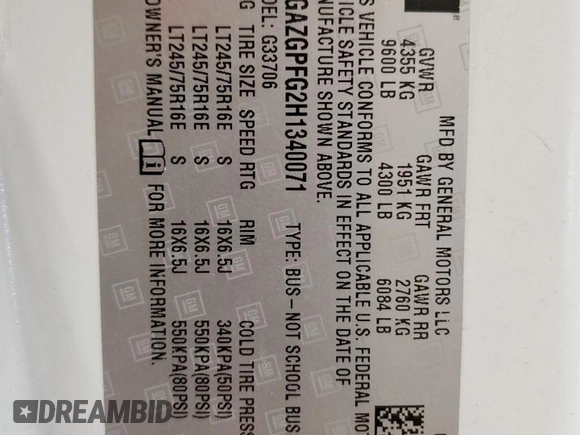 MFD BY GENERAL MOTORS LLC
GVWR GAWR FRT GAWR RR
4355 KG 1951 KG 2760 KG
9600 LB 4300 LB 6084 LB
VEHICLE CONFORMS TO ALL APPLICABLE U.S. FEDERAL
SAFETY STANDARDS IN EFFECT ON THE DATE OF
SHOWN ABOVE.
GAZGPFG2H1340071 TYPE: BUS-NOT SCHOOL BUS
MODEL: G33706
TIRE SIZE SPEED RTG RIM COLD TIRE
LT245/75R16E S 16X6.5J 340KPA(50PSI)
LT245/75R16E S 16X6.5J 550KPA(80PSI)
LT245/75R16E S 16X6.5J 550KPA(80PSI)
OWNER'S MANUAL i FOR MORE INFORMATION.
GM
DREAMBID